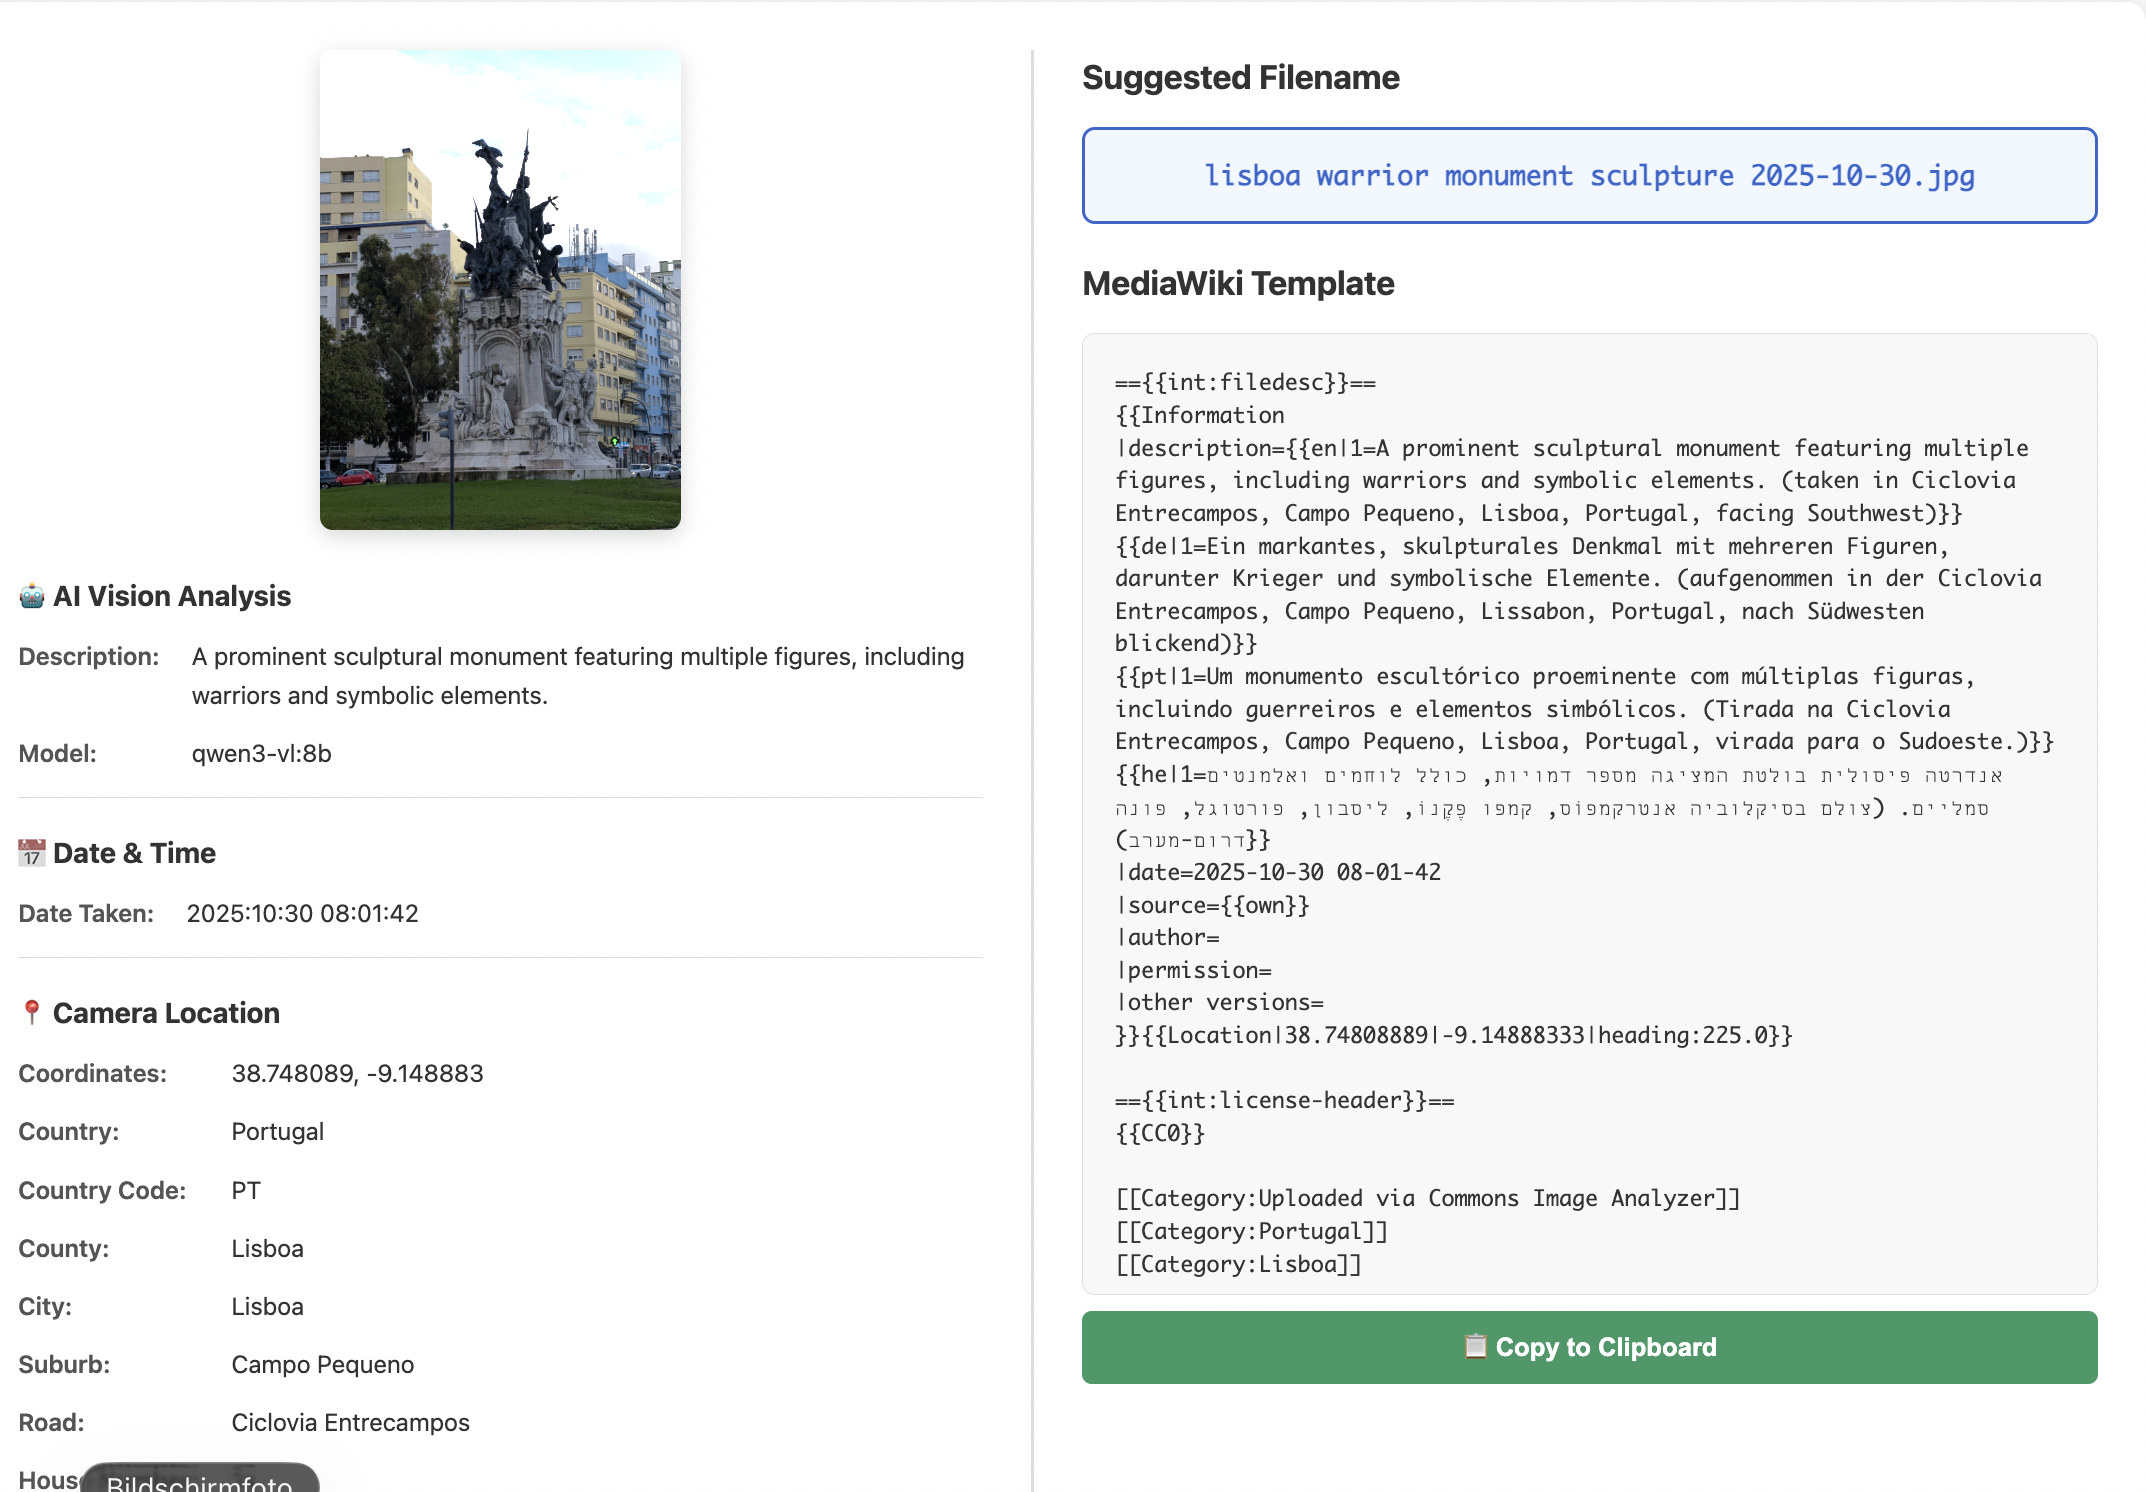 🤖 AI Vision Analysis
Description: A prominent sculptural monument featuring multiple figures, including
warriors and symbolic elements.
Model: qwen3-vl:8b
📅 Date & Time
Date Taken: 2025:10:30 08:01:42
📍 Camera Location
Coordinates: 38.748089, -9.148883
Country: Portugal
Country Code: PT
County: Lisboa
City: Lisboa
Suburb: Campo Pequeno
Road: Ciclovia Entrecampos
Bildschirmfoto
Suggested Filename
lisboa warrior monument sculpture 2025-10-30.jpg
MediaWiki Template
=={{int:filedesc}}==
{{Information
|description={{en|1=A prominent sculptural monument featuring multiple
figures, including warriors and symbolic elements. (taken in Ciclovia
Entrecampos, Campo Pequeno, Lisboa, Portugal, facing Southwest)}}
{{de|1=Ein markantes, skulpturales Denkmal mit mehreren Figuren,
darunter Krieger und symbolische Elemente. (aufgenommen in der Ciclovia
Entrecampos, Campo Pequeno, Lissabon, Portugal, nach Südwesten
blickend)}}
{{pt|1=Um monumento escultórico proeminente com múltiplas figuras,
incluindo guerreiros e elementos simbólicos. (Tirada na Ciclovia
Entrecampos, Campo Pequeno, Lisboa, Portugal, virada para o Sudoeste.)}}
{{he|1=אנדרטה פיסולית בולטת המציגה מספר דמויות, כולל לוחמים ואלמנטים
סמליים. (צולם בסיקלוביה אנטרקמפוֹס, קמפו פֶקֶנוֹ, ליסבון, פורטוגל, פונה
דרום-מערב)}}
|date=2025-10-30 08-01-42
|source={{own}}
|author=
|permission=
|other versions=
}}{{Location|38.74808889|-9.14888333|heading:225.0}}
=={{int:license-header}}==
{{CC0}}
[[Category:Uploaded via Commons Image Analyzer]]
[[Category:Portugal]]
[[Category:Lisboa]]
📋 Copy to Clipboard